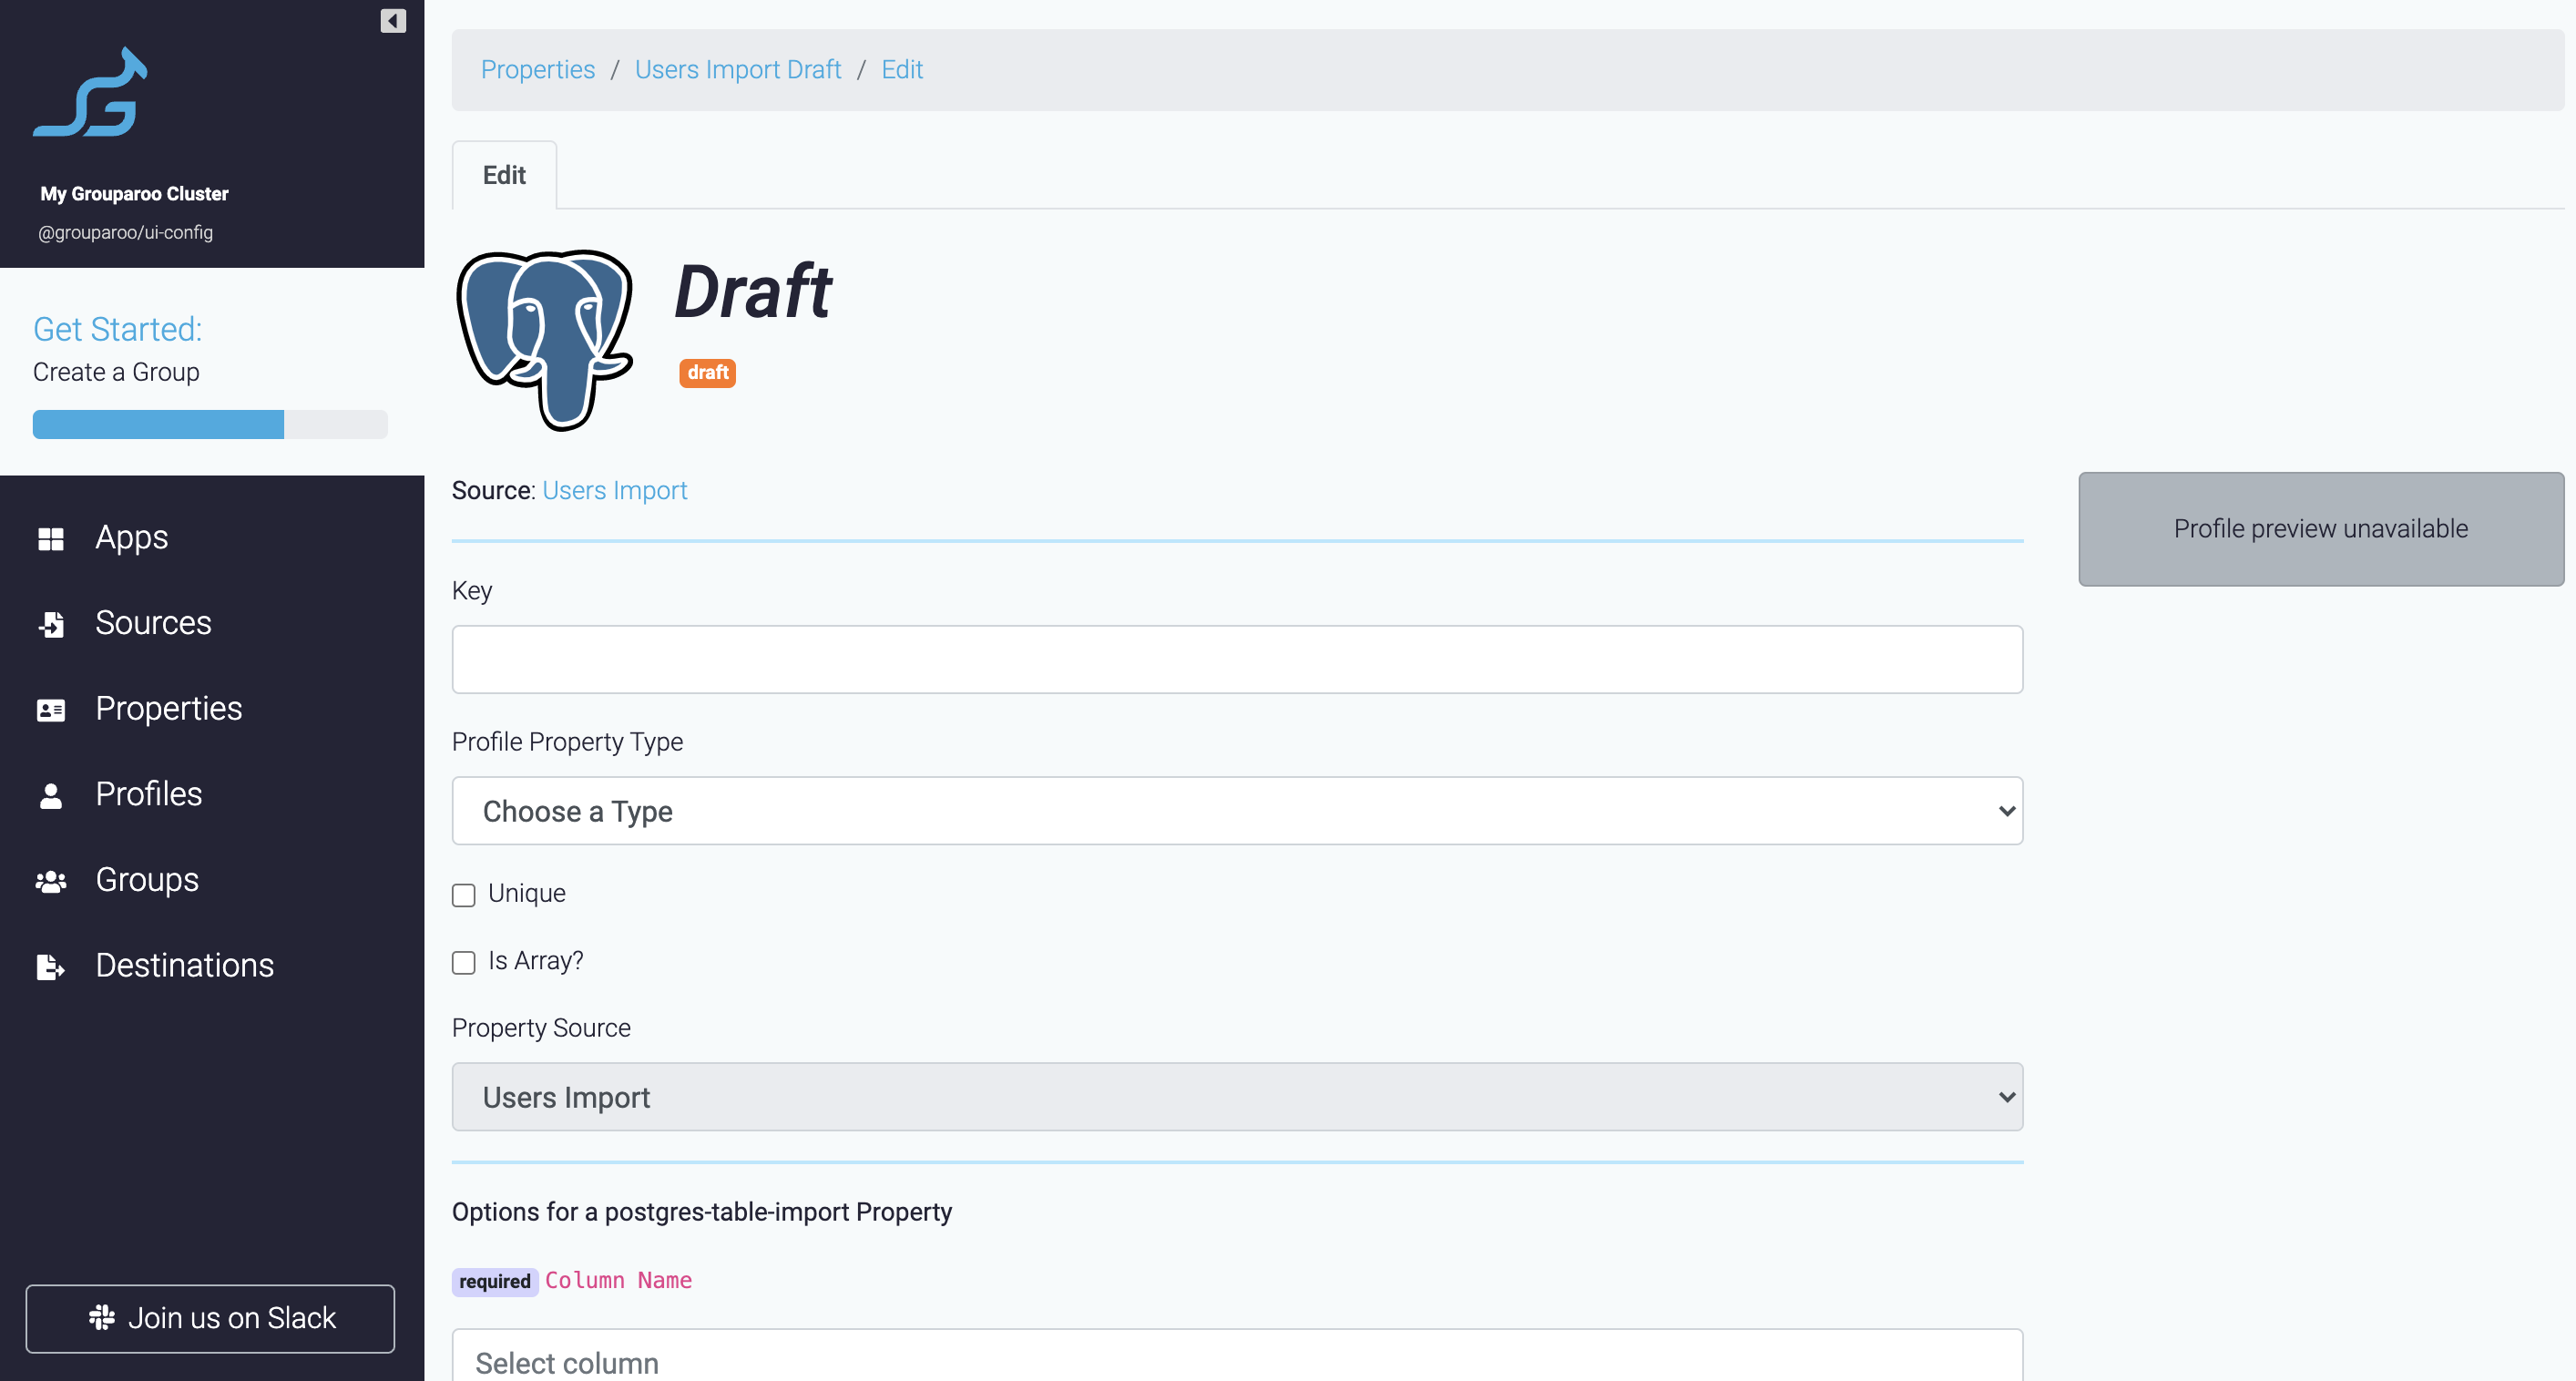 My Grouparoo Cluster
@grouparoo/ui-config
Get Started:
Create a Group
Apps
Sources
Properties
Profiles
Groups
Destinations
Join us on Slack
Properties / Users Import Draft / Edit
Edit
Draft
draft
Source: Users Import
Profile preview unavailable
Key
Profile Property Type
Choose a Type
Unique
Is Array?
Property Source
Users Import
Options for a postgres-table-import Property
required Column Name
Select column